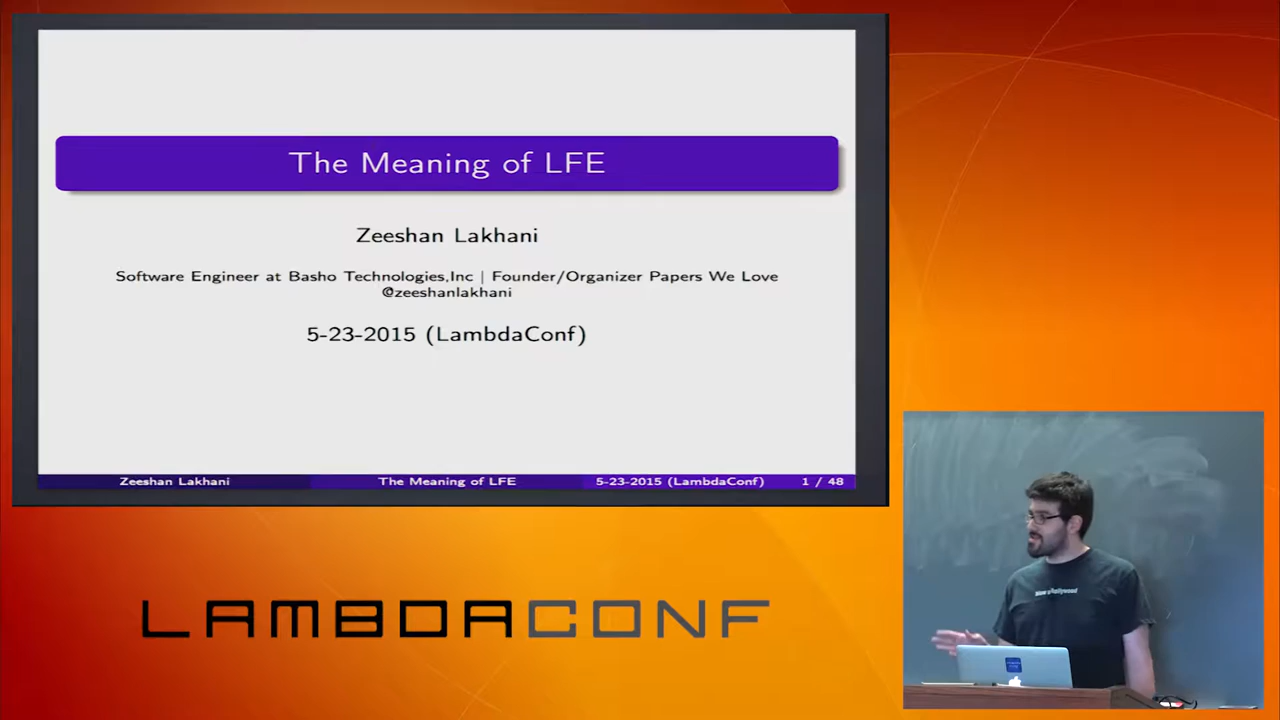 The Meaning of LFE
Zeeshan Lakhani
Software Engineer at Basho Technologies,Inc | Founder/Organizer Papers We Love
@zeeshanlakhani
5-23-2015 (LambdaConf)
Zeeshan Lakhani The Meaning of LFE 5-23-2015 (LambdaConf) 1 / 48
LAMBDACONF